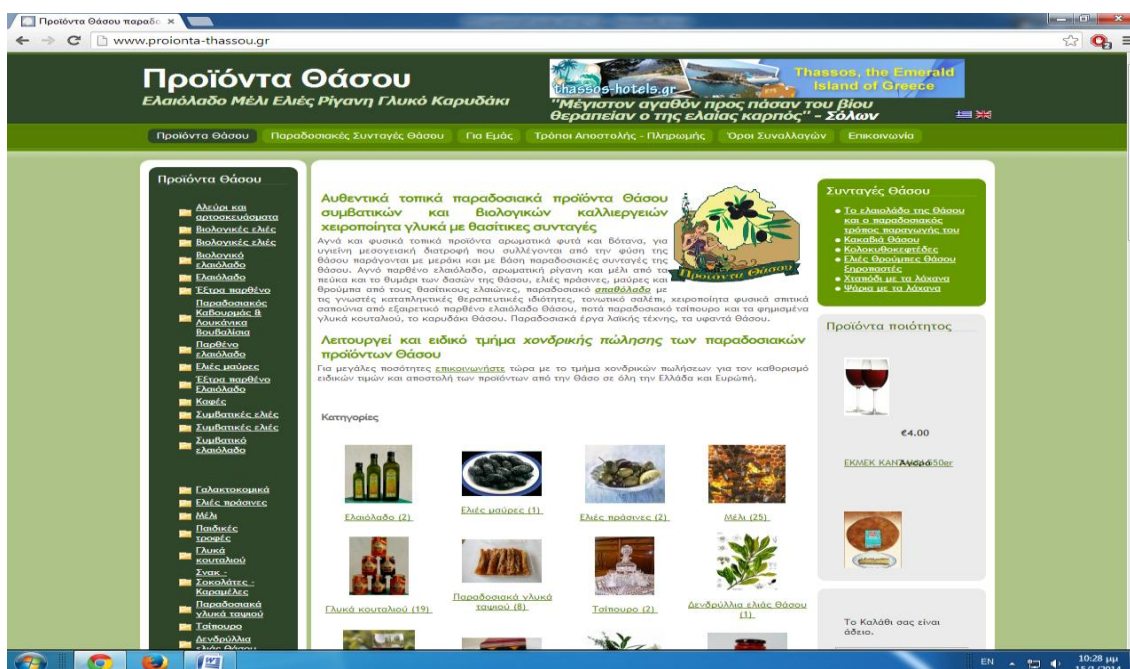 Προϊόντα Θάσου παραδο ×
www.proionta-thassou.gr
Προϊόντα Θάσου
Ελαιόλαδο Μέλι Ελιές Ρίγανη Γλυκό Καρυδάκι
thassos-hotels.gr
Thassos, the Emerald
Island of Greece
"Μέγιστον αγαθόν προς πάσαν του βίου
θεραπείαν ο της ελαίας καρπός" - Σόλων
Προϊόντα Θάσου
Παραδοσιακές Συνταγές Θάσου
Για Εμάς
Τρόποι Αποστολής - Πληρωμής
Όροι Συναλλαγών
Επικοινωνία
Προϊόντα Θάσου
Αλεύρι και
αρτοσκευάσματα
Βιολογικές ελιές
Βιολογικές ελιές
Βιολογικό
ελαιόλαδο
Ελαιόλαδο
Έξτρα παρθένο
Παραδοσιακός
Καβουρμάς &
Λουκάνικα
Βουβαλίσια
Παρθένο
ελαιόλαδο
Ελιές μαύρες
Έξτρα παρθένο
Ελαιόλαδο
Καφές
Συμβατικές ελιές
Συμβατικές ελιές
Συμβατικό
ελαιόλαδο
Γαλακτοκομικά
Ελιές πράσινες
Μέλι
Παιδικές
τροφές
Γλυκά
κουταλιού
Σνακ -
Σοκολάτες -
Καραμέλες
Παραδοσιακά
γλυκά ταψιού
Τσίπουρο
Δενδρύλλια
ελιάς Θάσου
Αυθεντικά τοπικά παραδοσιακά προϊόντα Θάσου
συμβατικών και βιολογικών καλλιεργειών
χειροποίητα γλυκά με θασίτικες συνταγές
Αγνά και φυσικά τοπικά προϊόντα αρωματικά φυτά και βότανα, για
υγιεινή μεσογειακή διατροφή που συλλέγονται από την φύση της
Θάσου παράγονται με μεράκι και με βάση παραδοσιακές συνταγές της
Θάσου. Αγνό παρθένο ελαιόλαδο, αρωματική ρίγανη και μέλι από τα
πεύκα και το θυμάρι των δασών της Θάσου, ελιές πράσινες, μαύρες και
θρούμπα από τους θασίτικους ελαιώνες, παραδοσιακό σπαθόλαδο με
τις γνωστές καταπληκτικές θεραπευτικές ιδιότητες, τονωτικό σαλέπι, χειροποίητα φυσικά σπιτικά
σαπούνια από εξαιρετικό παρθένο ελαιόλαδο Θάσου, ποτά παραδοσιακό τσίπουρο και τα φημισμένα
γλυκά κουταλιού, το καρυδάκι Θάσου. Παραδοσιακά έργα λαϊκής τέχνης, τα υφαντά Θάσου.
Προϊόντα Θάσου
Λειτουργεί και ειδικό τμήμα χονδρικής πώλησης των παραδοσιακών
προϊόντων Θάσου
Για μεγάλες ποσότητες επικοινωνήστε τώρα με το τμήμα χονδρικών πωλήσεων για τον καθορισμό
ειδικών τιμών και αποστολή των προϊόντων από την Θάσο σε όλη την Ελλάδα και Ευρωπή.
Κατηγορίες
Ελαιόλαδο (2)
Ελιές μαύρες (1)
Ελιές πράσινες (2)
Μέλι (25)
Γλυκά κουταλιού (19)
Παραδοσιακά γλυκά
ταψιού (8)
Τσίπουρο (2)
Δενδρύλλια ελιάς Θάσου
(1)
Συνταγές Θάσου
Το ελαιολάδο της Θάσου
και ο παραδοσιακός
τρόπος παραγωγής του
Κακαβιά Θάσου
Κολοκυθοκεφτέδες
Ελιές Θρούμπες Θάσου
Ξηροπαστές
Χταπόδι με τα λάχανα
Ψάρια με τα λάχανα
Προϊόντα ποιότητος
€4.00
ΕΚΜΕΚ Αγορά
Το Καλάθι σας είναι
άδειο.
EN
10:28 μμ
15/1/2014